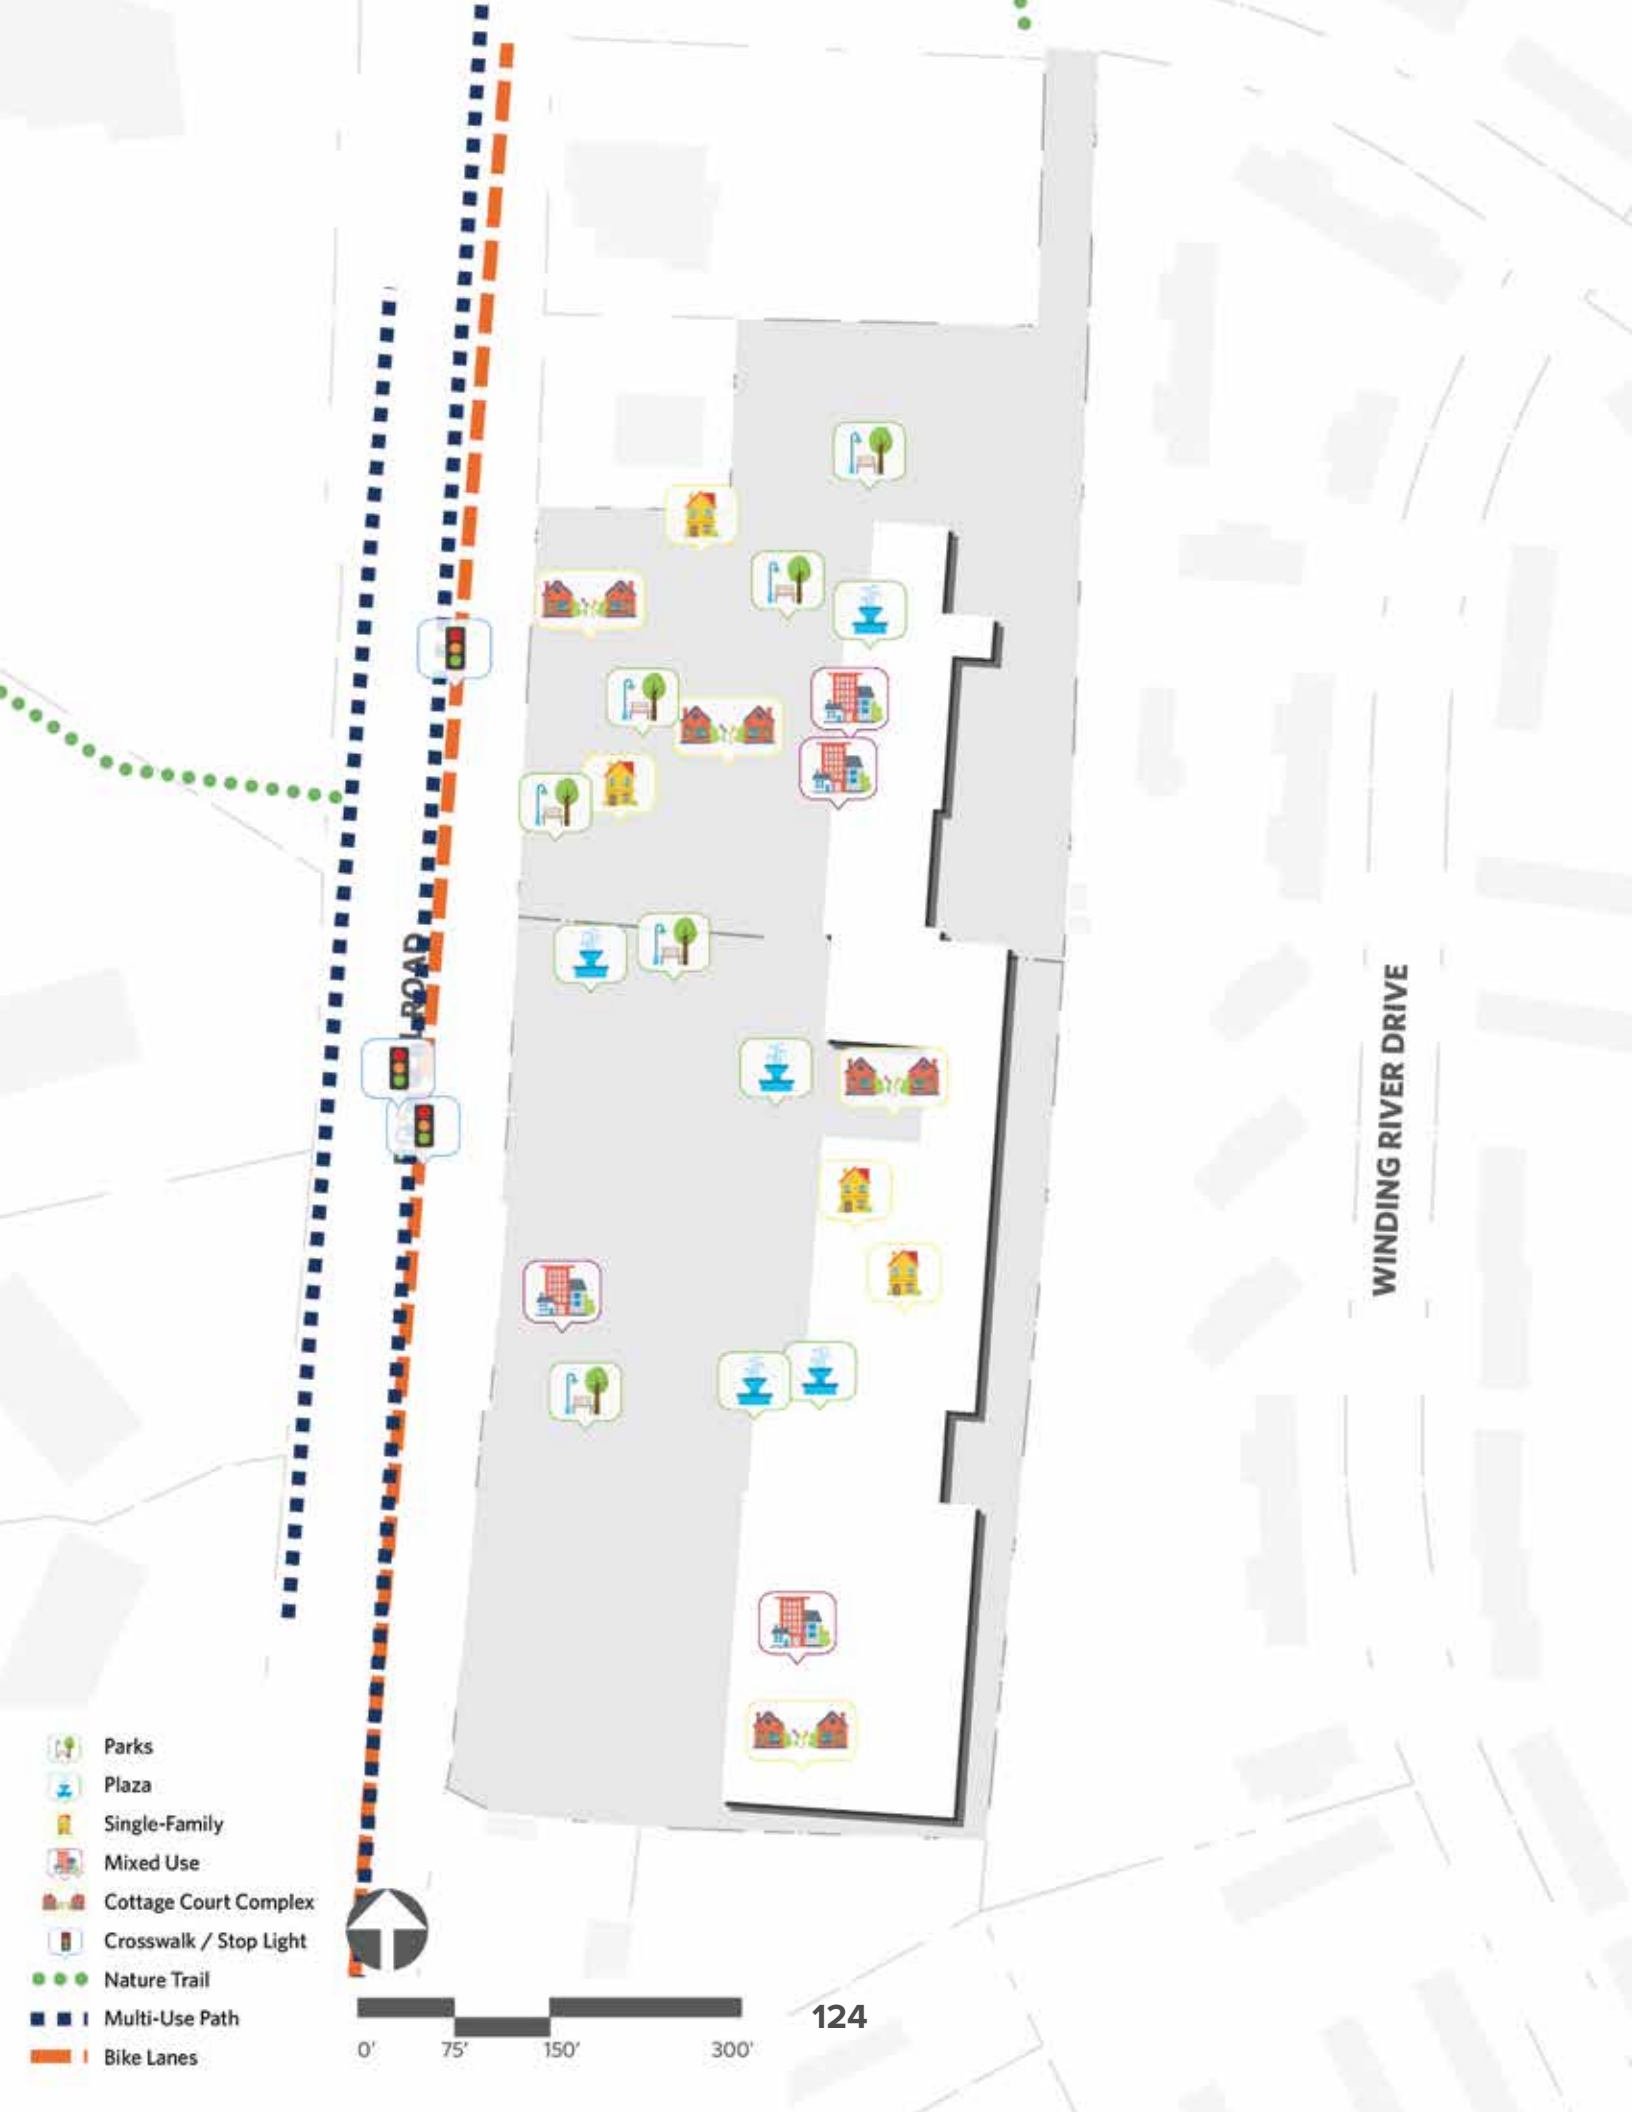 ROAD
WINDING RIVER DRIVE
Parks
Plaza
Single-Family
Mixed Use
Cottage Court Complex
Crosswalk / Stop Light
Nature Trail
Multi-Use Path
Bike Lanes
0' 75' 150' 300'
124